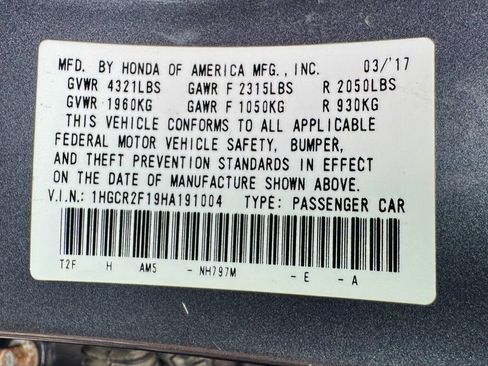 MFD. BY HONDA OF AMERICA MFG., INC. 03/'17
GVWR 4321LBS GAWR F 2315LBS R 2050LBS
GVWR 1960KG GAWR F 1050KG R 930KG
THIS VEHICLE CONFORMS TO ALL APPLICABLE
FEDERAL MOTOR VEHICLE SAFETY, BUMPER,
AND THEFT PREVENTION STANDARDS IN EFFECT
ON THE DATE OF MANUFACTURE SHOWN ABOVE.
V.I.N.: 1HGCR2F19HA191004 TYPE: PASSENGER CAR
T2F H AM5 - NH797M - E - A